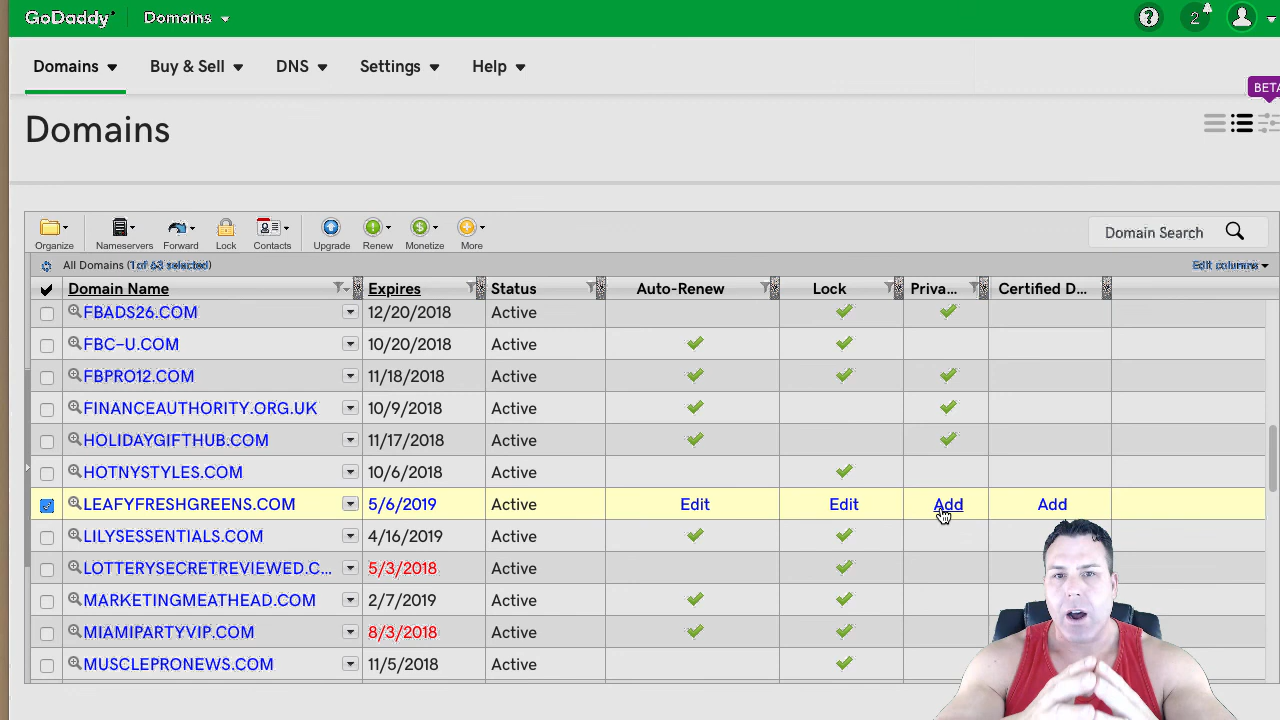 GoDaddy Domains 2
Domains Buy & Sell DNS Settings Help
BETA
Domains
Organize Nameservers Forward Lock Contacts Upgrade Renew Monetize More Domain Search
All Domains (1 of 63 selected) Edit columns
Domain Name Expires Status Auto-Renew Lock Priva... Certified D...
FBADS26.COM 12/20/2018 Active
FBC-U.COM 10/20/2018 Active
FBPRO12.COM 11/18/2018 Active
FINANCEAUTHORITY.ORG.UK 10/9/2018 Active
HOLIDAYGIFTHUB.COM 11/17/2018 Active
HOTNYSTYLES.COM 10/6/2018 Active
LEAFYFRESHGREENS.COM 5/6/2019 Active Edit Edit Add Add
LILYSESSENTIALS.COM 4/16/2019 Active
LOTTERYSECRETREVIEWED.C... 5/3/2018 Active
MARKETINGMEATHEAD.COM 2/7/2019 Active
MIAMIPARTYVIP.COM 8/3/2018 Active
MUSCLEPRONEWS.COM 11/5/2018 Active